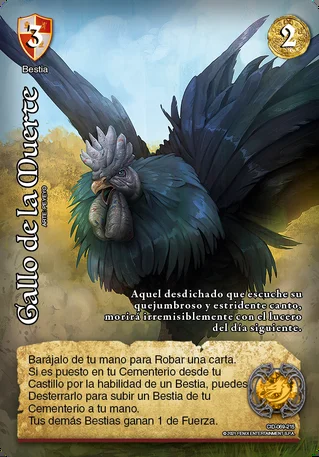 3
2
Bestia
Gallo de la Muerte
Aquel desdichado que escuche su
quejumbroso y estridente canto,
morirá irremisiblemente con el lucero
del día siguiente.
Barájalo de tu mano para Robar una carta.
Si es puesto en tu Cementerio desde tu
Castillo por la habilidad de un Bestia, puedes
Desterrarlo para subir un Bestia de tu
Cementerio a tu mano.
Tus demás Bestias ganan 1 de Fuerza.